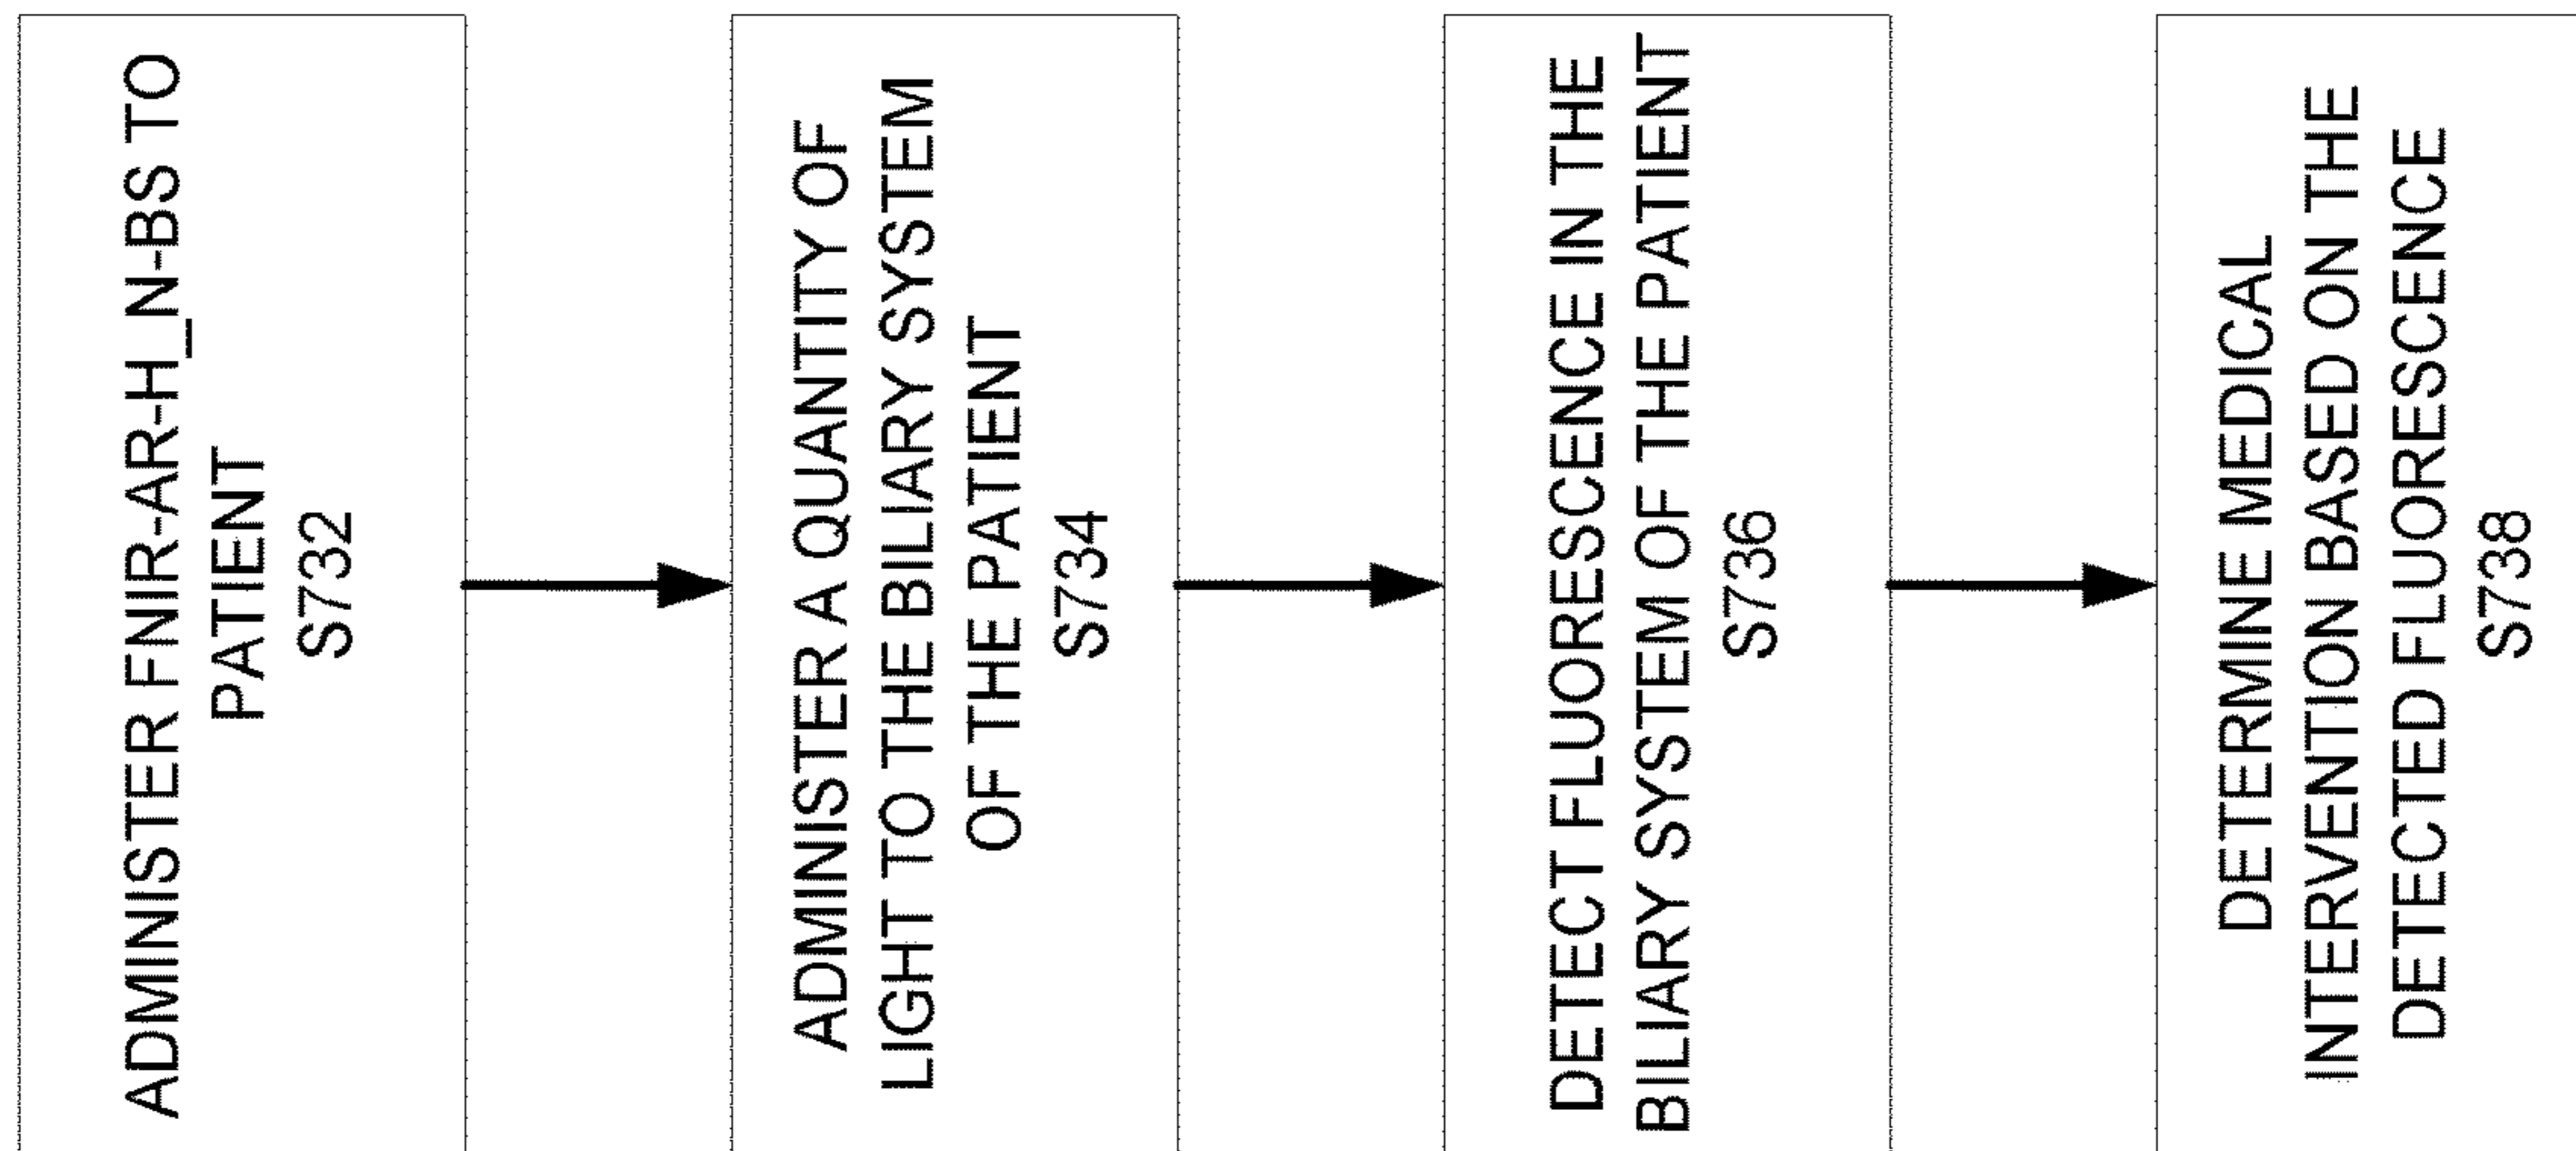 ADMINISTER FNIR-AR-H_N-BS TO
PATIENT
S732
ADMINISTER A QUANTITY OF
LIGHT TO THE BILIARY SYSTEM
OF THE PATIENT
S734
DETECT FLUORESCENCE IN THE
BILIARY SYSTEM OF THE PATIENT
S736
DETERMINE MEDICAL
INTERVENTION BASED ON THE
DETECTED FLUORESCENCE
S738